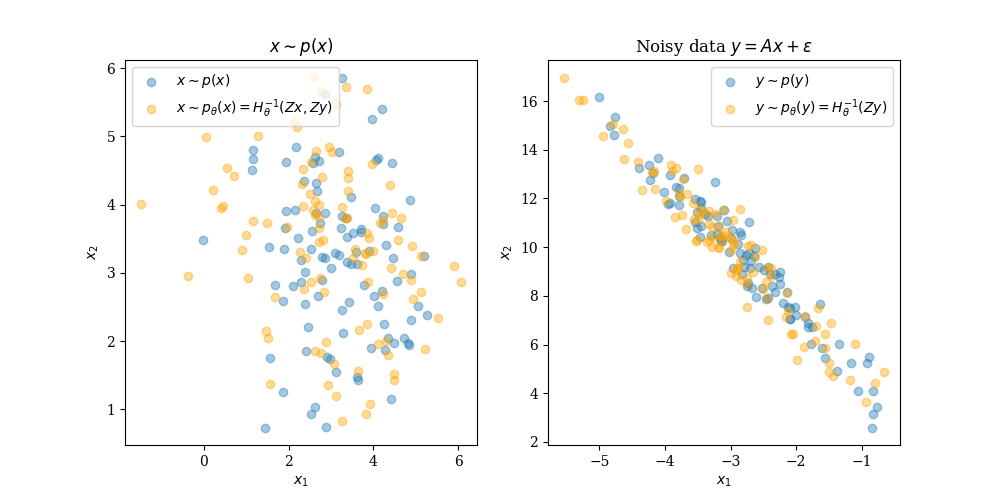 x ∼ p(x)
x ∼ p(x)
x ∼ p_θ(x) = H_θ^{-1}(Zx, Zy)
6
5
4
3
2
1
x_2
0 2 4 6
x_1
Noisy data y = Ax + ε
y ∼ p(y)
y ∼ p_θ(y) = H_θ^{-1}(Zy)
16
14
12
10
8
6
4
2
x_2
−5 −4 −3 −2 −1
x_1